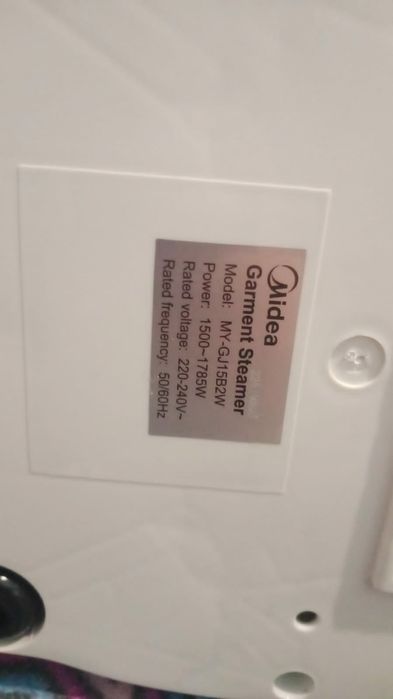 Midea
Garment Steamer
Model: MY-GJ15B2W
Power: 1500~1785W
Rated voltage: 220-240V~
Rated frequency: 50/60Hz